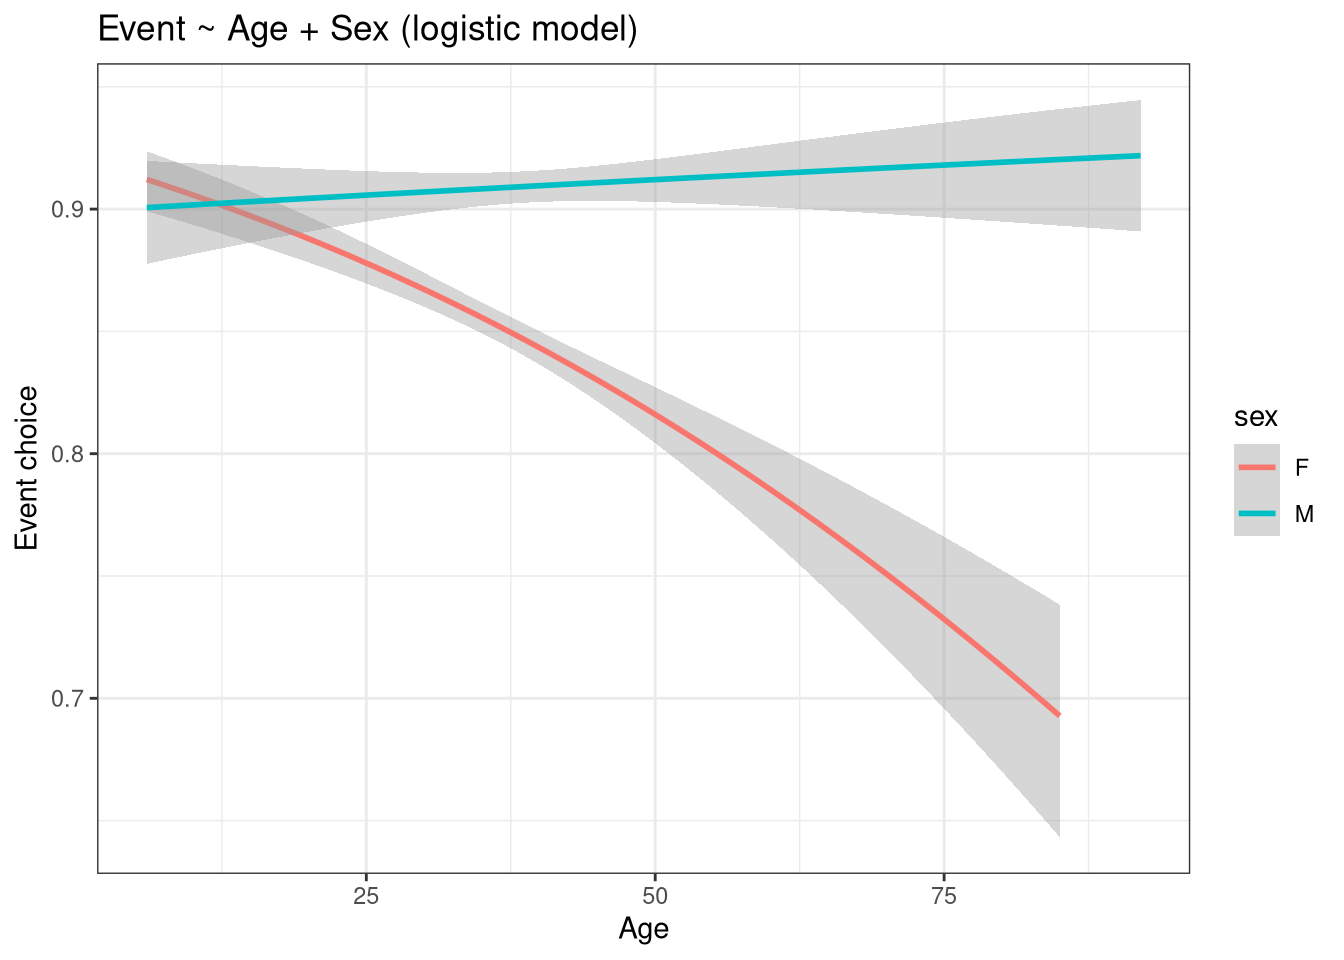 Event ~ Age + Sex (logistic model)
Event choice
0.9
0.8
0.7
25 50 75
Age
sex
F
M